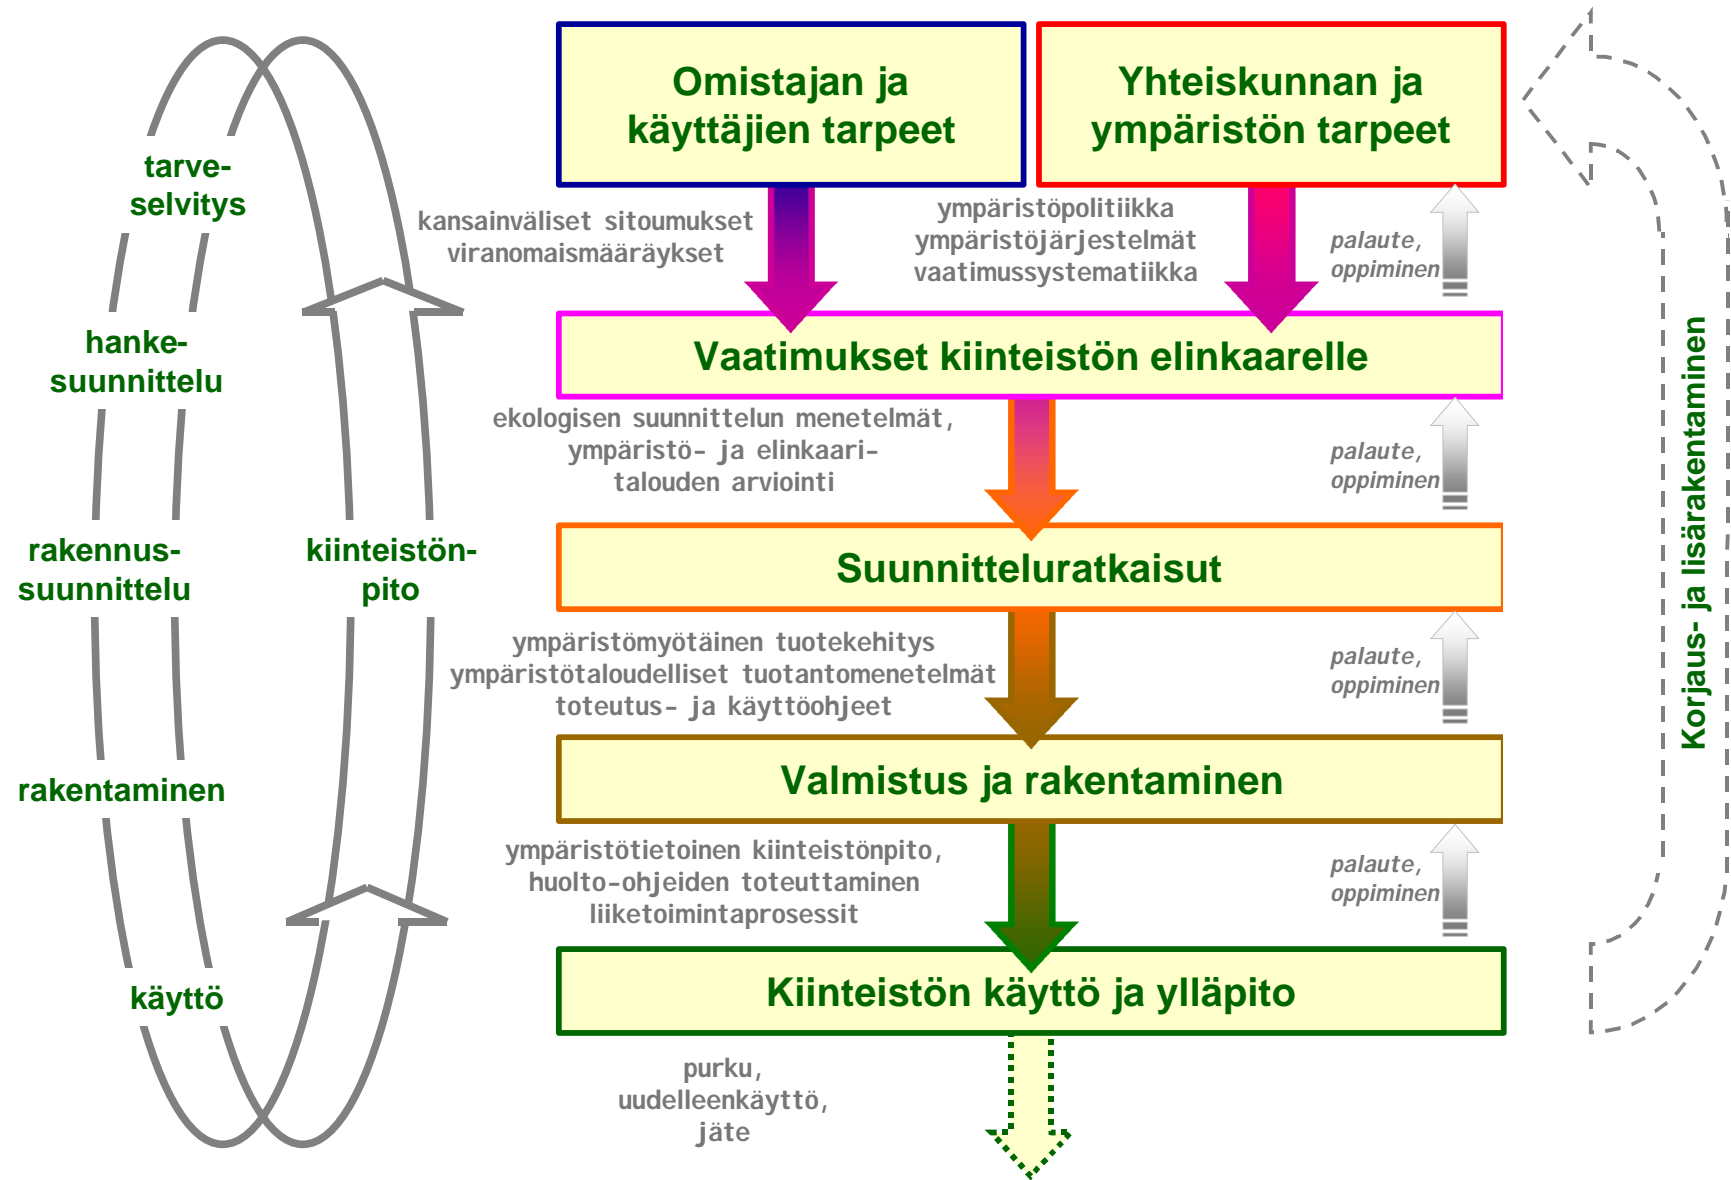 Omistajan ja
käyttäjien tarpeet
Yhteiskunnan ja
ympäristön tarpeet
tarve-
selvitys
kansainväliset sitoumukset
viranomaismääräykset
ympäristöpolitiikka
ympäristöjärjestelmät
vaatimussystematiikka
palaute,
oppiminen
hanke-
suunnittelu
Vaatimukset kiinteistön elinkaarelle
ekologisen suunnittelun menetelmät,
ympäristö- ja elinkaari-
talouden arviointi
palaute,
oppiminen
rakennus-
suunnittelu
kiinteistön-
pito
Suunnitteluratkaisut
ympäristömyötäinen tuotekehitys
ympäristötaloudelliset tuotantomenetelmät
toteutus- ja käyttöohjeet
palaute,
oppiminen
rakentaminen
Valmistus ja rakentaminen
ympäristötietoinen kiinteistönpito,
huolto-ohjeiden toteuttaminen
liiketoimintaprosessit
palaute,
oppiminen
käyttö
Kiinteistön käyttö ja ylläpito
purku,
uudelleenkäyttö,
jäte
Korjaus- ja lisärakentaminen